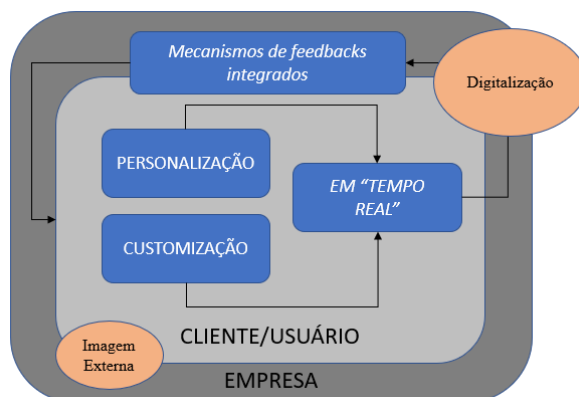 Mecanismos de feedbacks
integrados
Digitalização
PERSONALIZAÇÃO
EM “TEMPO
REAL”
CUSTOMIZAÇÃO
CLIENTE/USUÁRIO
Imagem
Externa
EMPRESA